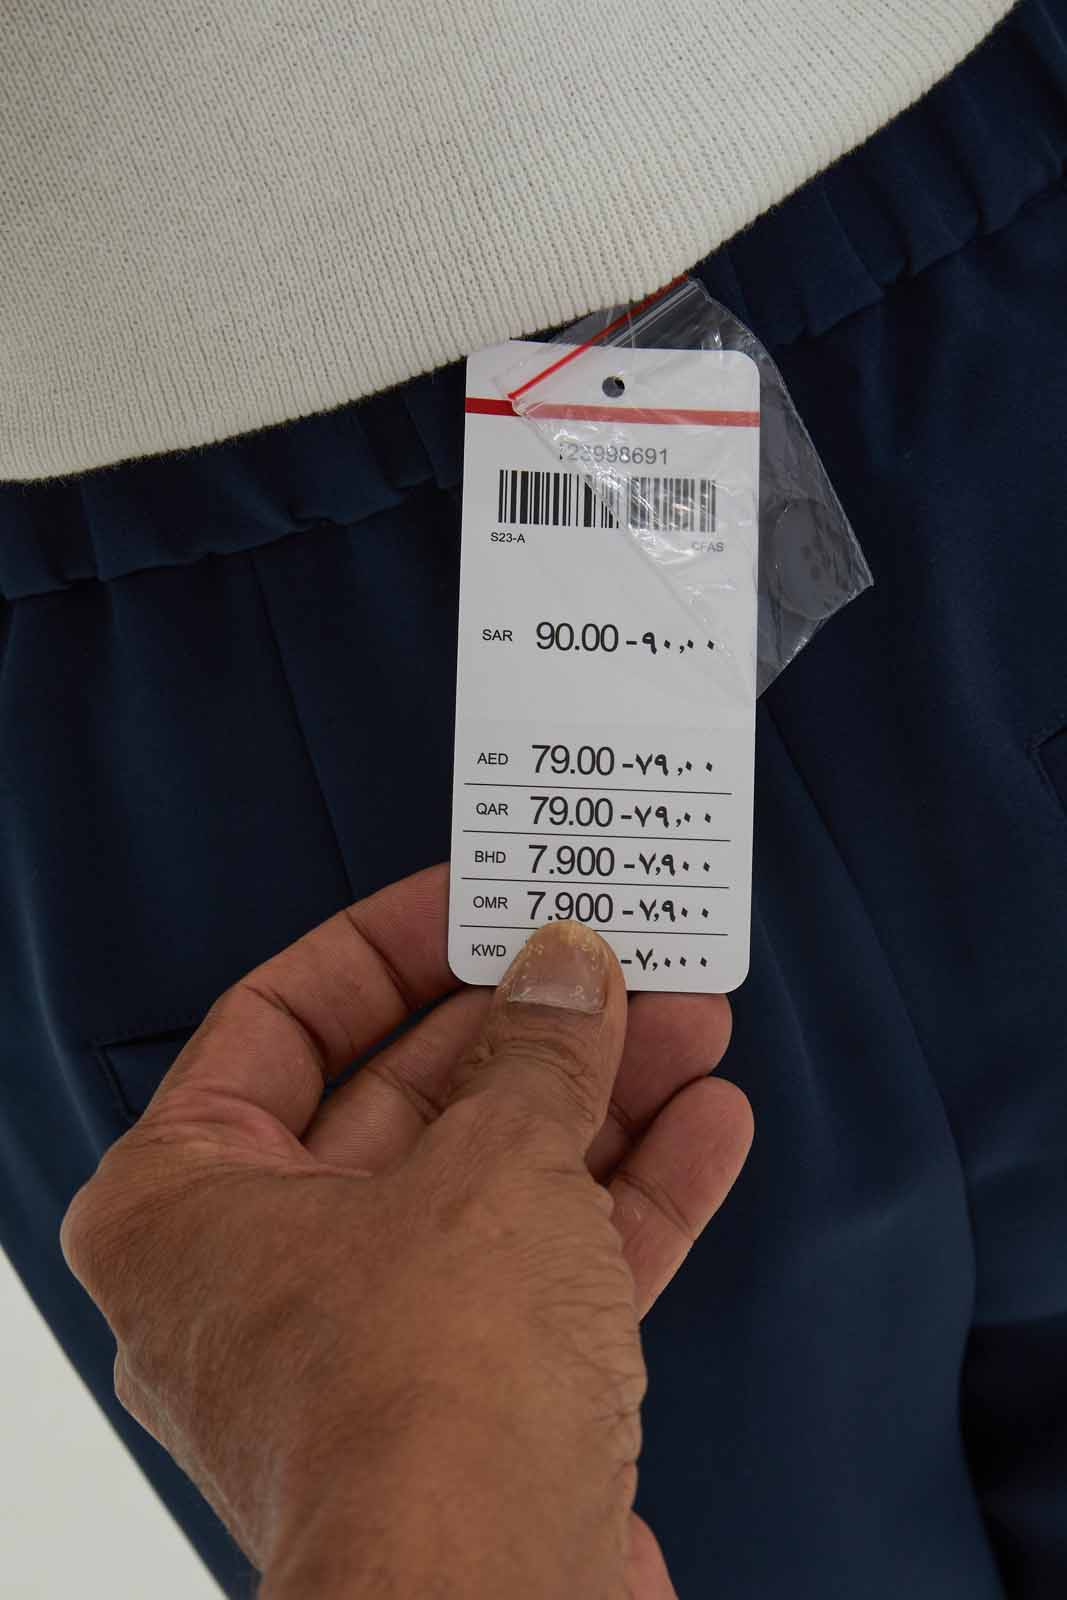 123998691
S23-A CFAS
SAR 90.00 - ٩٠,٠٠
AED 79.00 - ٧٩,٠٠
QAR 79.00 - ٧٩,٠٠
BHD 7.900 - ٧,٩٠٠
OMR 7.900 - ٧,٩٠٠
KWD - ٧,٠٠٠